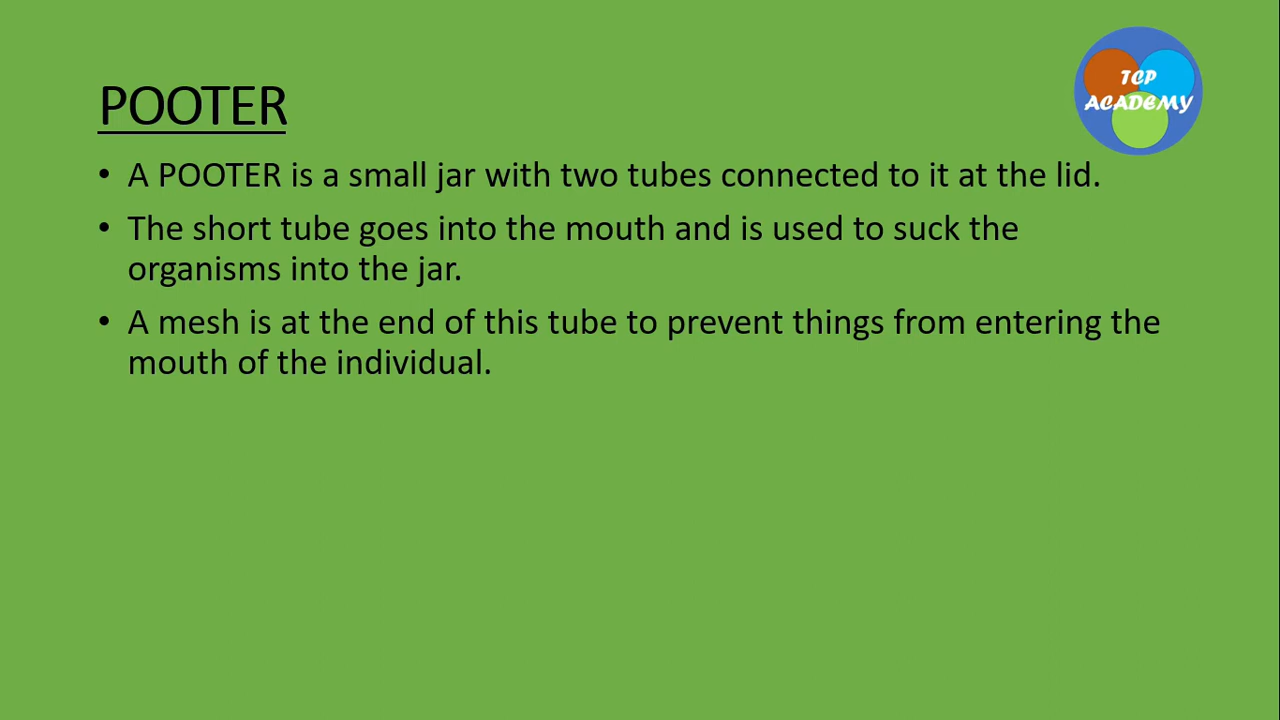 TCP
ACADEMY
POOTER
• A POOTER is a small jar with two tubes connected to it at the lid.
• The short tube goes into the mouth and is used to suck the
organisms into the jar.
• A mesh is at the end of this tube to prevent things from entering the
mouth of the individual.